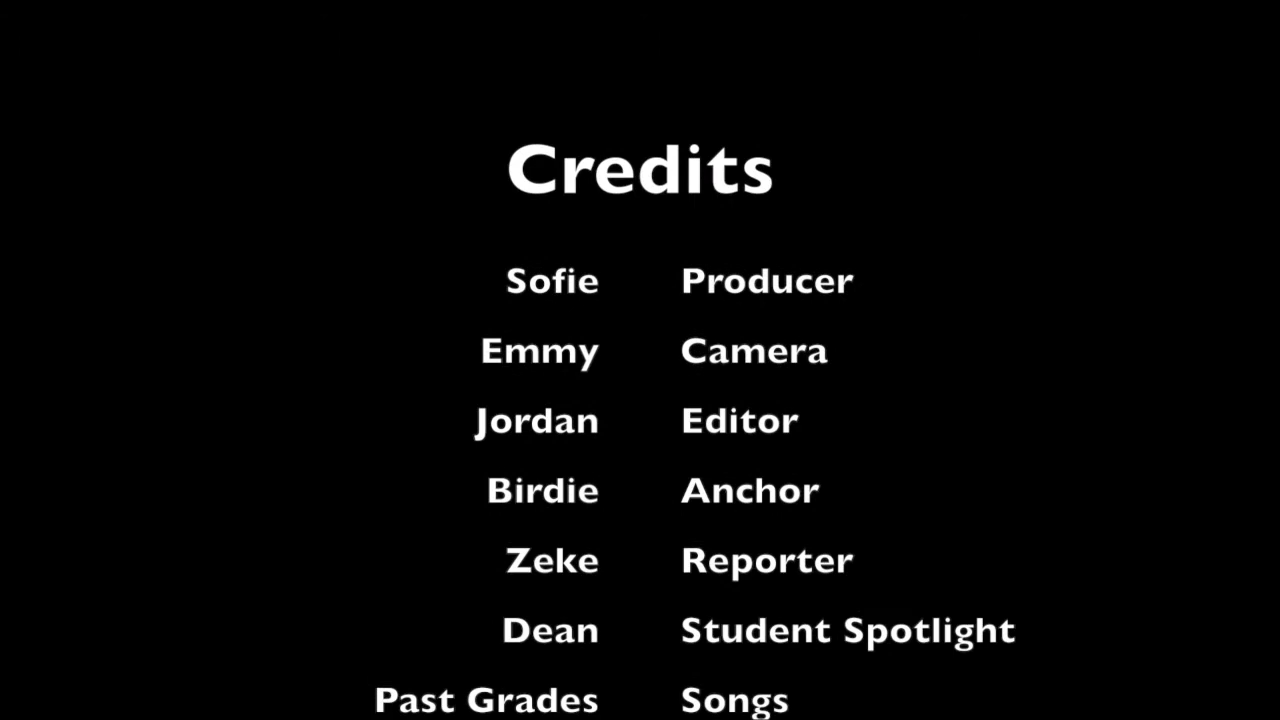 Credits
Sofie Producer
Emmy Camera
Jordan Editor
Birdie Anchor
Zeke Reporter
Dean Student Spotlight
Past Grades Songs